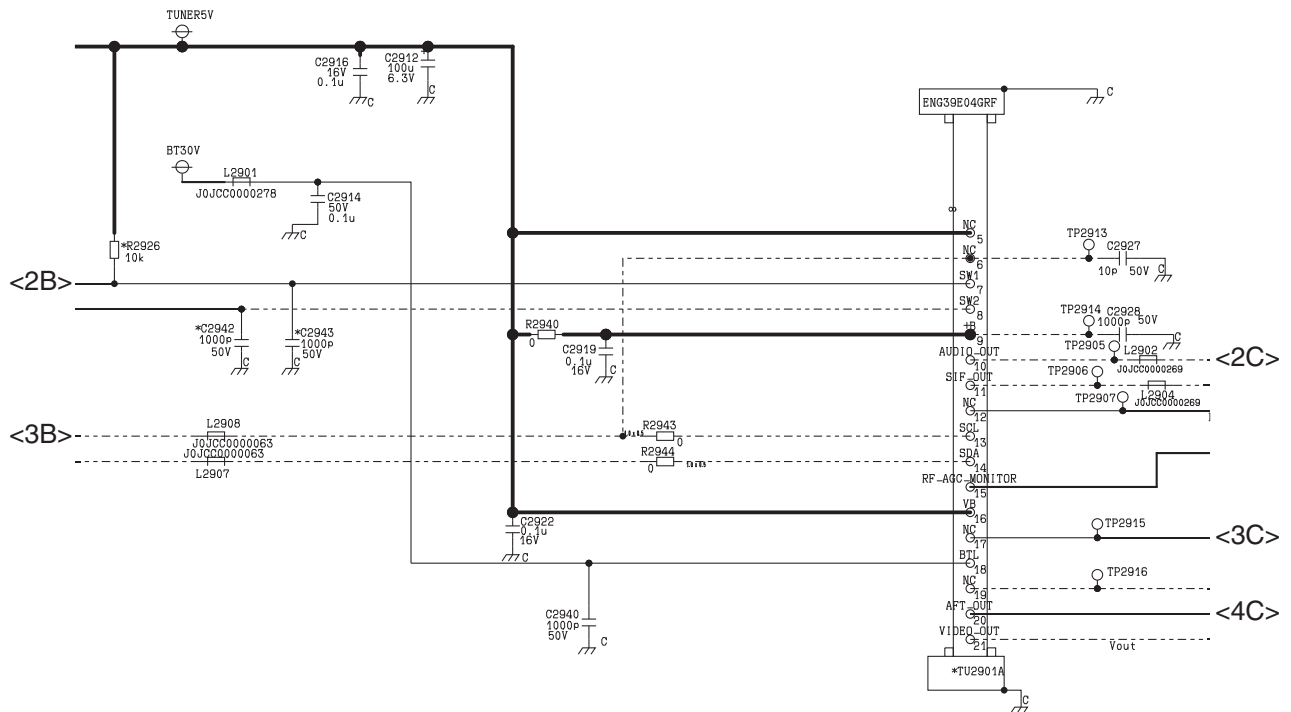 TUNER5V
C2916
16V
0.1u
C
C2912
100u
6.3V
C
ENG39E04GRF
C
BT30V
L2901
J0JCC0000278
C2914
50V
0.1u
C
*R2926
10k
8
NC
5
NC
6
TP2913
C2927
10p 50V
C
<2B>
SW1
7
SW2
8
*C2942
1000p
50V
C
*C2943
1000p
50V
C
R2940
0
C2919
0.1u
16V
C
+B
9
TP2914
C2928
1000p 50V
C
TP2905
L2902
J0JCC0000269
<2C>
AUDIO_OUT
10
TP2906
SIF_OUT
11
L2904
J0JCC0000269
TP2907
NC
12
<3B>
L2908
J0JCC0000063
J0JCC0000063
L2907
R2943
0
SCL
13
R2944
0
SDA
14
RF_AGC_MONITOR
15
VB
16
C2922
0.1u
16V
C
NC
17
TP2915
<3C>
BTL
18
NC
19
TP2916
C2940
1000p
50V
C
AFT_OUT
20
<4C>
VIDEO_OUT
21
Vout
*TU2901A
C